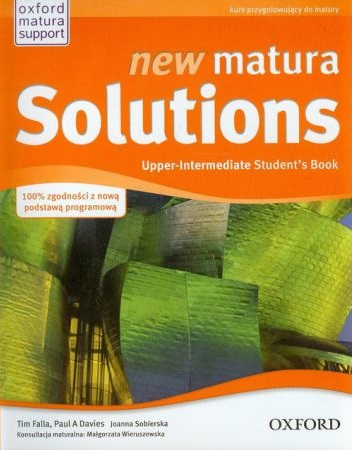 oxford
matura
support
kurs przygotowujący do matury
new matura
Solutions
Upper-Intermediate Student's Book
100% zgodności z nową
podstawą programową
Tim Falla, Paul A Davies Joanna Sobierska
Konsultacja maturalna: Małgorzata Wieruszewska
OXFORD